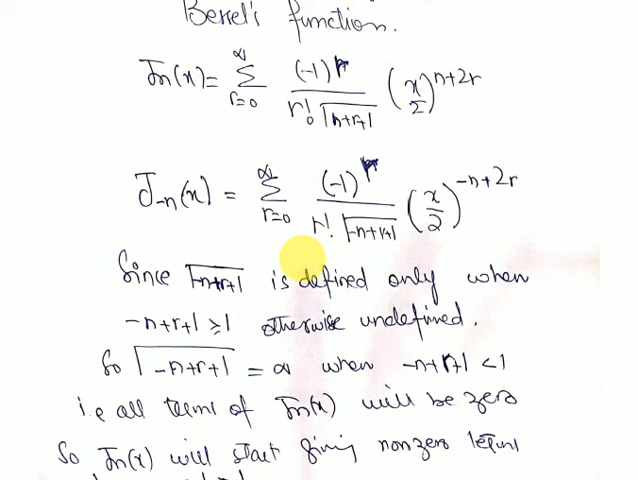 Bessel's function.
Jn(x) = ∞ Σ r=0 (-1)^r / r! Γ(n+r+1) (x/2)^n+2r
J-n(x) = ∞ Σ r=0 (-1)^r / r! Γ(-n+r+1) (x/2)^-n+2r
Since Γ(-n+r+1) is defined only when
-n+r+1 ≥ 1 otherwise undefined.
So Γ(-n+r+1) = ∞ when -n+r+1 < 1
i.e all terms of Jn(x) will be zero
So Jn(x) will start giving nonzero terms